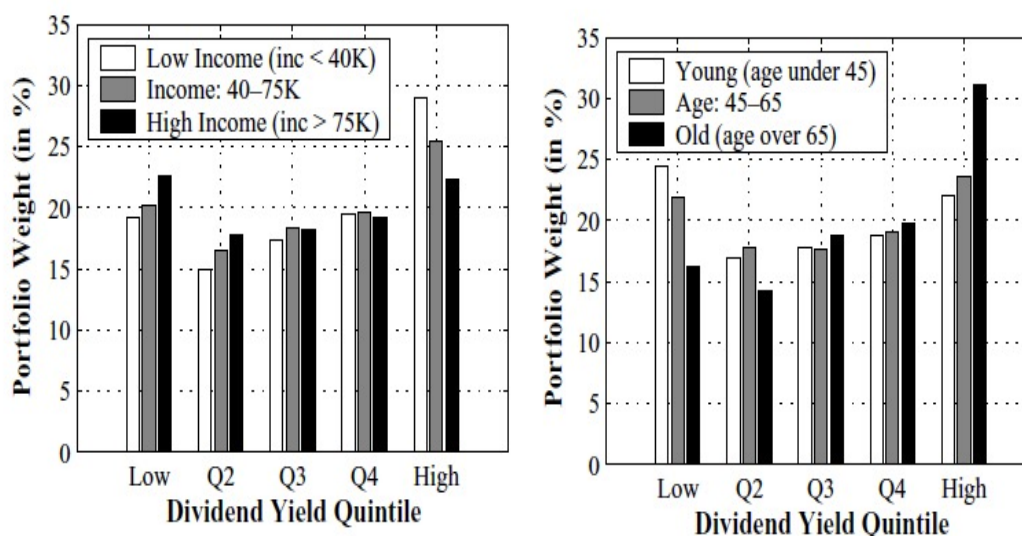 Portfolio Weight (in %)
35
30
25
20
15
10
5
0
Low Income (inc < 40K)
Income: 40–75K
High Income (inc > 75K)
Low Q2 Q3 Q4 High
Dividend Yield Quintile
Portfolio Weight (in %)
35
30
25
20
15
10
5
0
Young (age under 45)
Age: 45–65
Old (age over 65)
Low Q2 Q3 Q4 High
Dividend Yield Quintile